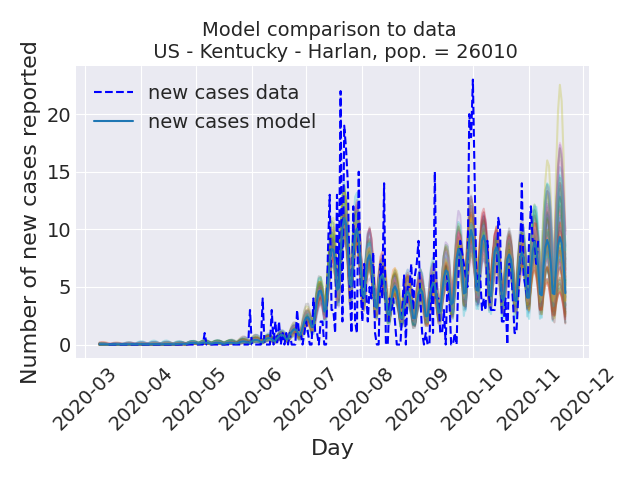 Model comparison to data
US - Kentucky - Harlan, pop. = 26010
Number of new cases reported
20
15
10
5
0
new cases data
new cases model
2020-03
2020-04
2020-05
2020-06
2020-07
2020-08
2020-09
2020-10
2020-11
2020-12
Day